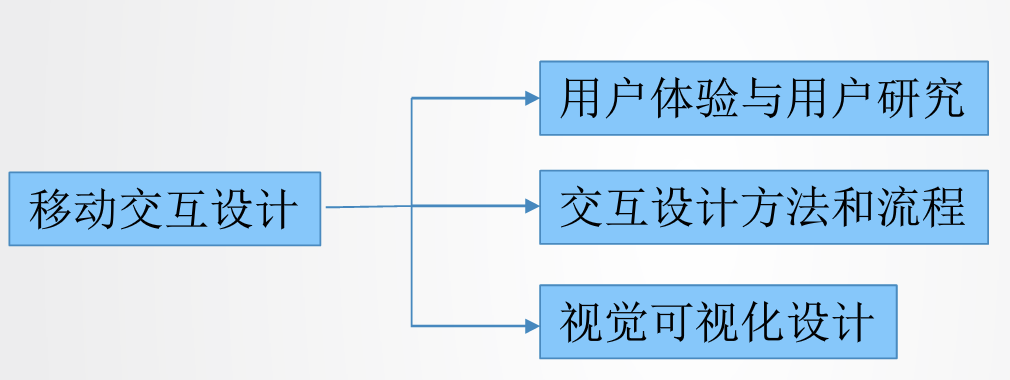 用户体验与用户研究
移动交互设计
交互设计方法和流程
视觉可视化设计